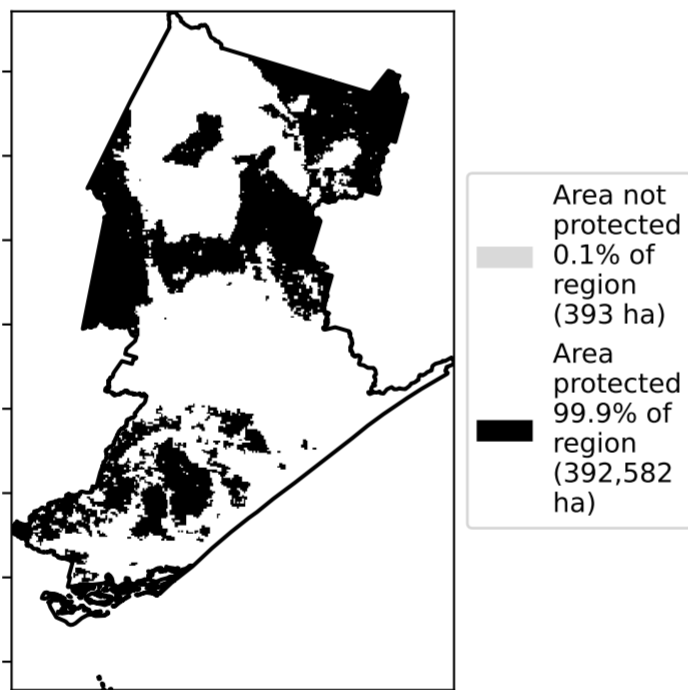 Area not
protected
0.1% of
region
(393 ha)
Area
protected
99.9% of
region
(392,582
ha)